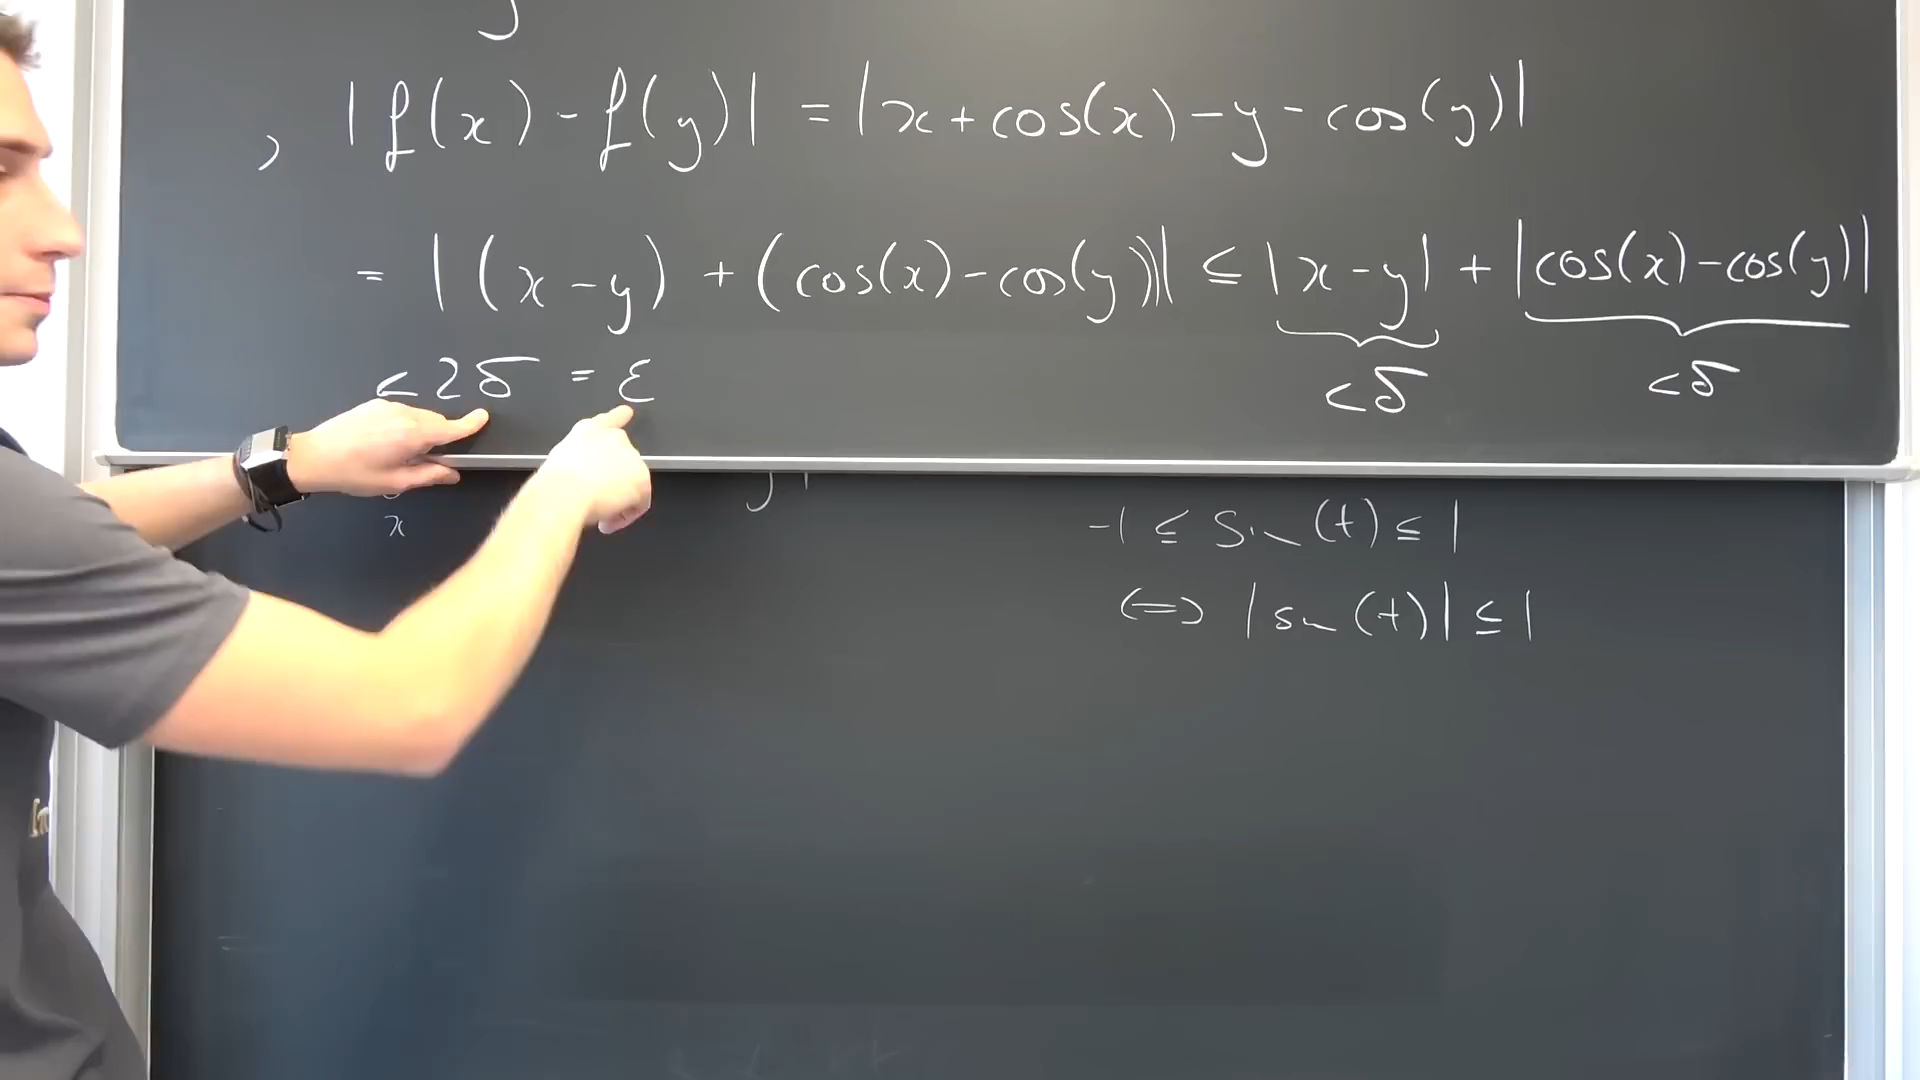 , |f(x) - f(y)| = |x + cos(x) - y - cos(y)|
= |(x - y) + (cos(x) - cos(y))| ≤ |x - y| + |cos(x) - cos(y)|
< 2δ = ε
< δ
< δ
x
-1 ≤ sin(t) ≤ 1
⟺ |sin(t)| ≤ 1